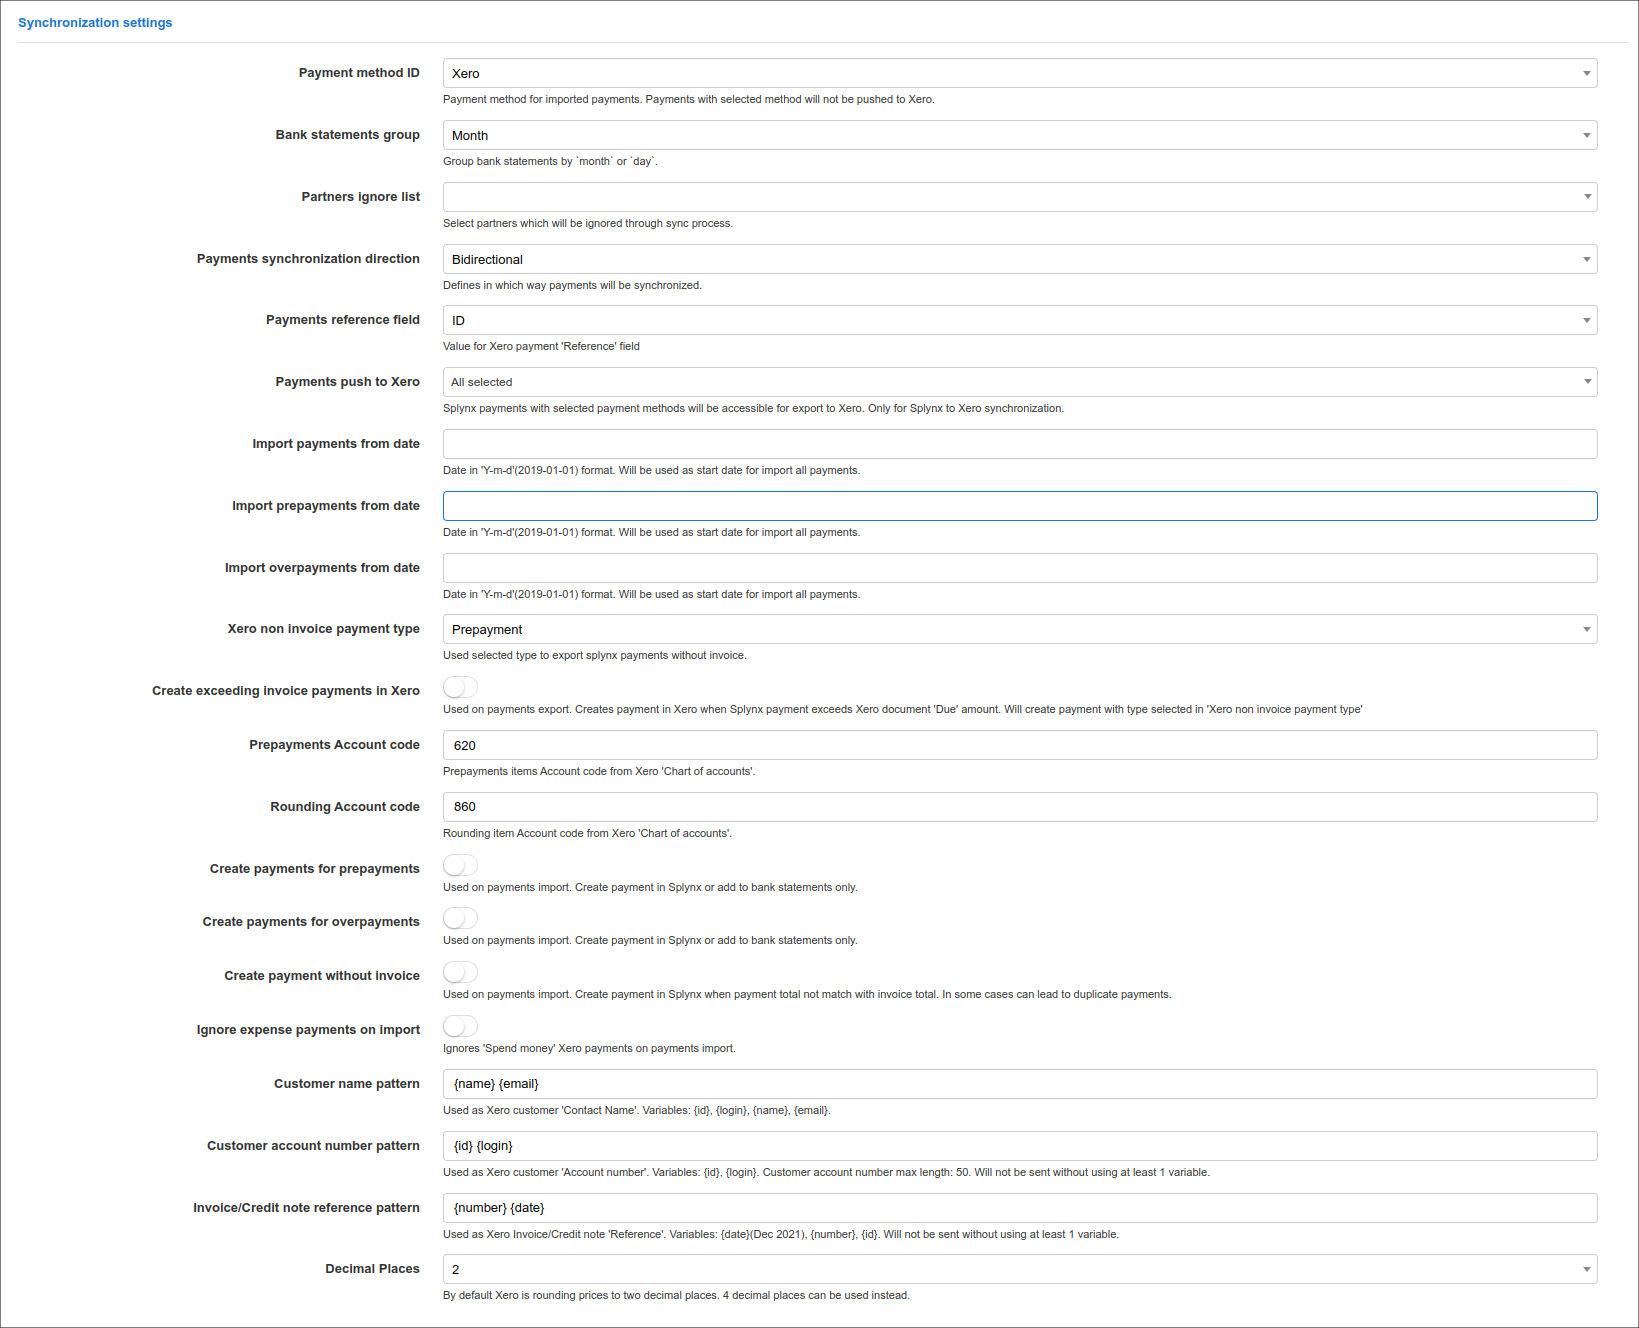 Synchronization settings
Payment method ID
Xero
Payment method for imported payments. Payments with selected method will not be pushed to Xero.
Bank statements group
Month
Group bank statements by `month` or `day`.
Partners ignore list
Select partners which will be ignored through sync process.
Payments synchronization direction
Bidirectional
Defines in which way payments will be synchronized.
Payments reference field
ID
Value for Xero payment 'Reference' field
Payments push to Xero
All selected
Splynx payments with selected payment methods will be accessible for export to Xero. Only for Splynx to Xero synchronization.
Import payments from date
Date in 'Y-m-d'(2019-01-01) format. Will be used as start date for import all payments.
Import prepayments from date
Date in 'Y-m-d'(2019-01-01) format. Will be used as start date for import all payments.
Import overpayments from date
Date in 'Y-m-d'(2019-01-01) format. Will be used as start date for import all payments.
Xero non invoice payment type
Prepayment
Used selected type to export splynx payments without invoice.
Create exceeding invoice payments in Xero
Used on payments export. Creates payment in Xero when Splynx payment exceeds Xero document 'Due' amount. Will create payment with type selected in 'Xero non invoice payment type'
Prepayments Account code
620
Prepayments items Account code from Xero 'Chart of accounts'.
Rounding Account code
860
Rounding item Account code from Xero 'Chart of accounts'.
Create payments for prepayments
Used on payments import. Create payment in Splynx or add to bank statements only.
Create payments for overpayments
Used on payments import. Create payment in Splynx or add to bank statements only.
Create payment without invoice
Used on payments import. Create payment in Splynx when payment total not match with invoice total. In some cases can lead to duplicate payments.
Ignore expense payments on import
Ignores 'Spend money' Xero payments on payments import.
Customer name pattern
{name} {email}
Used as Xero customer 'Contact Name'. Variables: {id}, {login}, {name}, {email}.
Customer account number pattern
{id} {login}
Used as Xero customer 'Account number'. Variables: {id}, {login}. Customer account number max length: 50. Will not be sent without using at least 1 variable.
Invoice/Credit note reference pattern
{number} {date}
Used as Xero Invoice/Credit note 'Reference'. Variables: {date}(Dec 2021), {number}, {id}. Will not be sent without using at least 1 variable.
Decimal Places
2
By default Xero is rounding prices to two decimal places. 4 decimal places can be used instead.